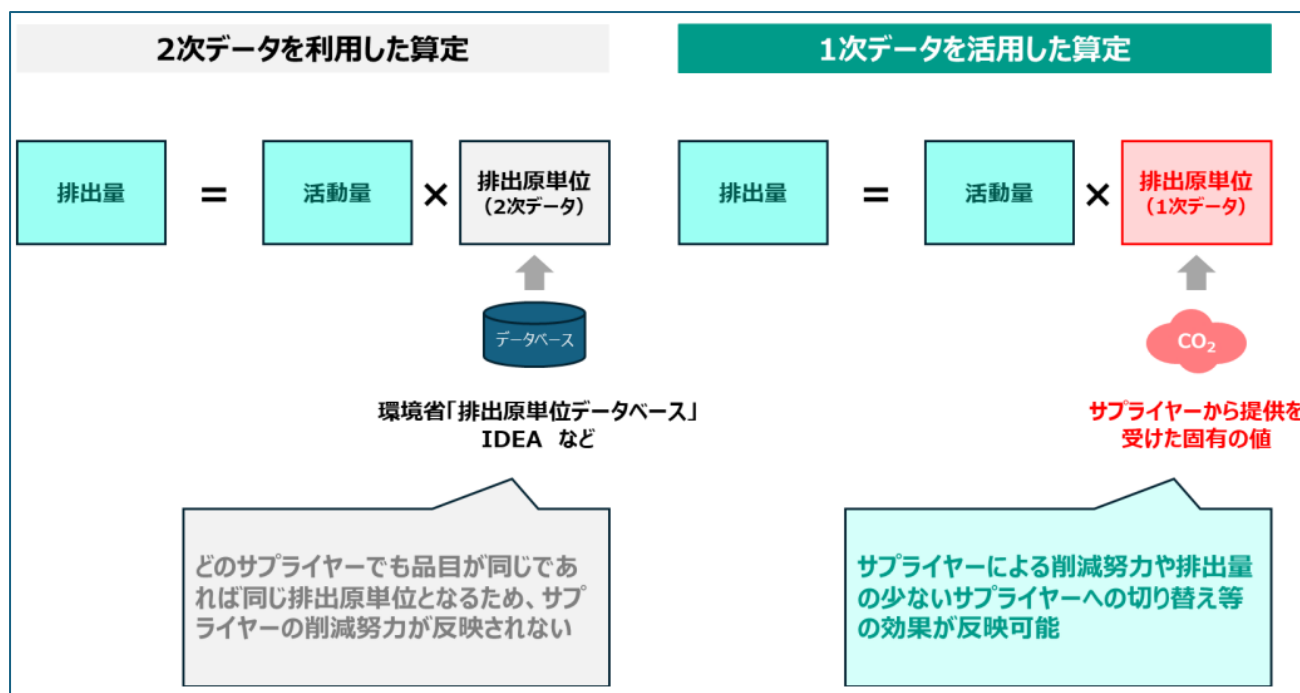 2次データを利用した算定
1次データを活用した算定
排出量
=
活動量
×
排出原単位
(2次データ)
データベース
環境省「排出原単位データベース」
IDEA など
どのサプライヤーでも品目が同じであ
れば同じ排出原単位となるため、サプ
ライヤーの削減努力が反映されない
排出量
=
活動量
×
排出原単位
(1次データ)
CO₂
サプライヤーから提供を
受けた固有の値
サプライヤーによる削減努力や排出量
の少ないサプライヤーへの切り替え等
の効果が反映可能